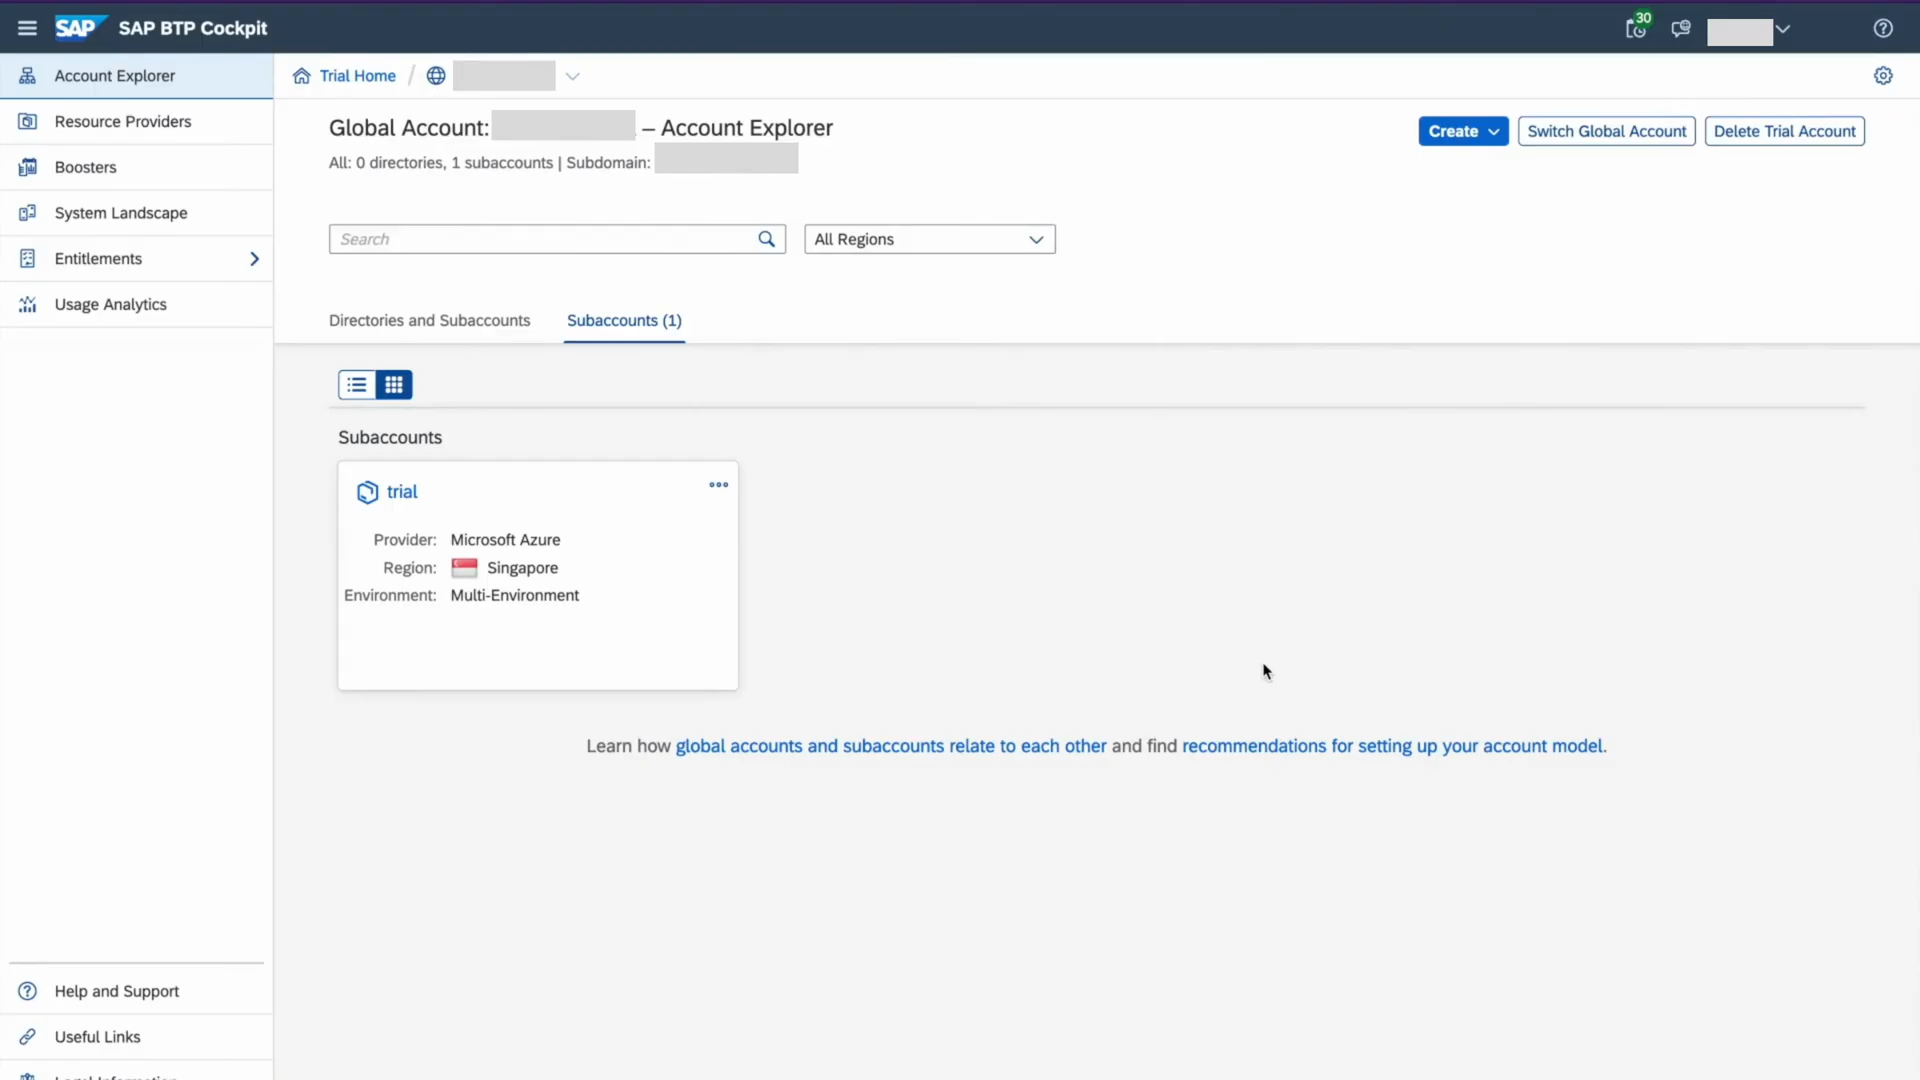 SAP SAP BTP Cockpit
30
Account Explorer
Resource Providers
Boosters
System Landscape
Entitlements
Usage Analytics
Help and Support
Useful Links
Legal Information
Trial Home /
Global Account: – Account Explorer
All: 0 directories, 1 subaccounts | Subdomain:
Create
Switch Global Account
Delete Trial Account
Search
All Regions
Directories and Subaccounts
Subaccounts (1)
Subaccounts
trial
Provider: Microsoft Azure
Region: Singapore
Environment: Multi-Environment
Learn how global accounts and subaccounts relate to each other and find recommendations for setting up your account model.